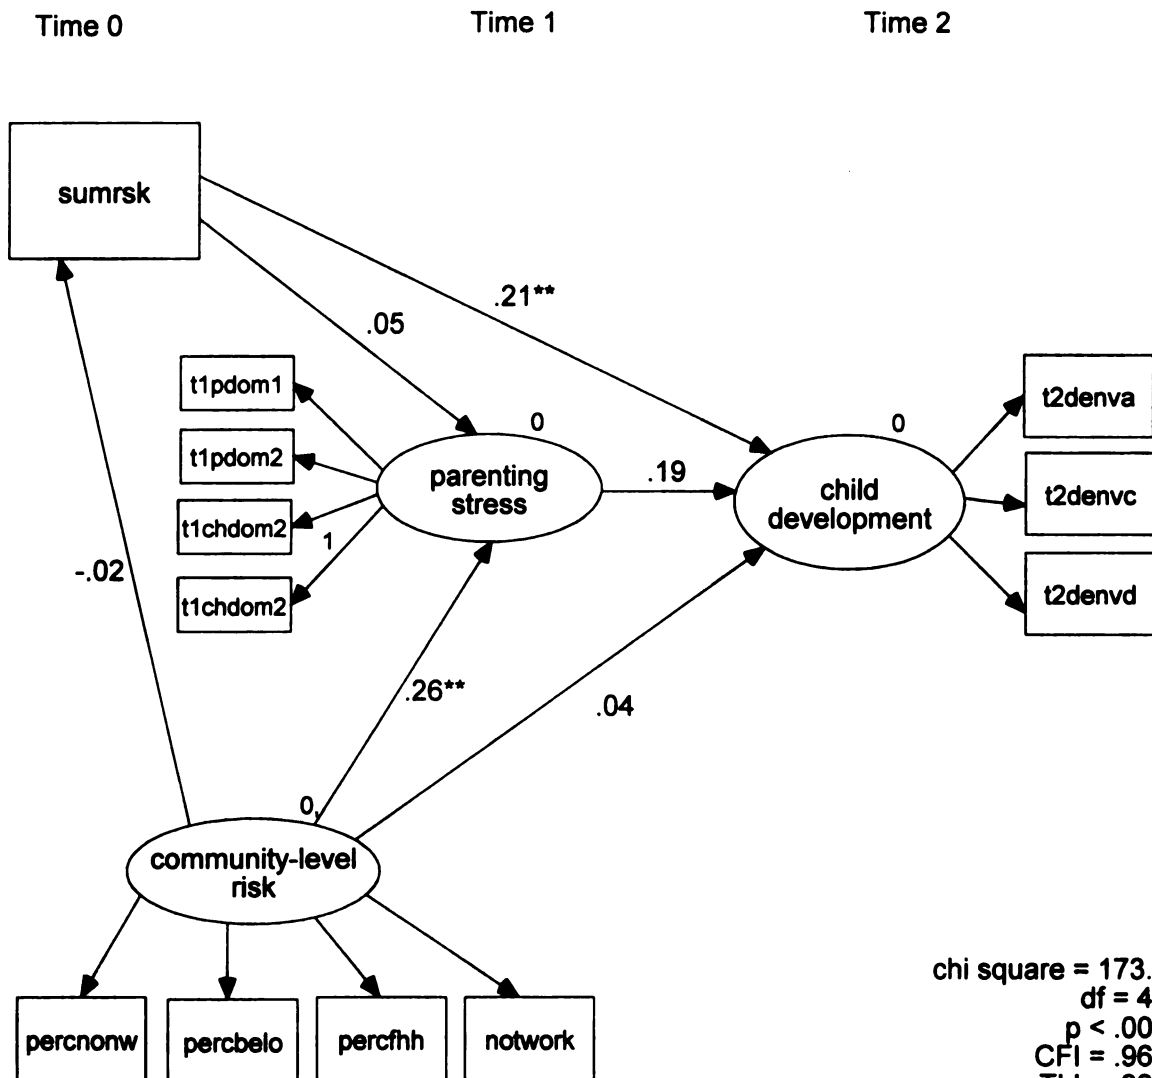 Time 0
Time 1
Time 2
sumrsk
.21**
.05
t1pdom1
t1pdom2
t1chdom2
1
t1chdom2
0
parenting
stress
.19
0
child
development
t2denva
t2denvc
t2denvd
-.02
.26**
.04
0,
community-level
risk
percnonw
percbelo
percfhh
notwork
chi square = 173.
df = 4
p < .00
CFI = .96